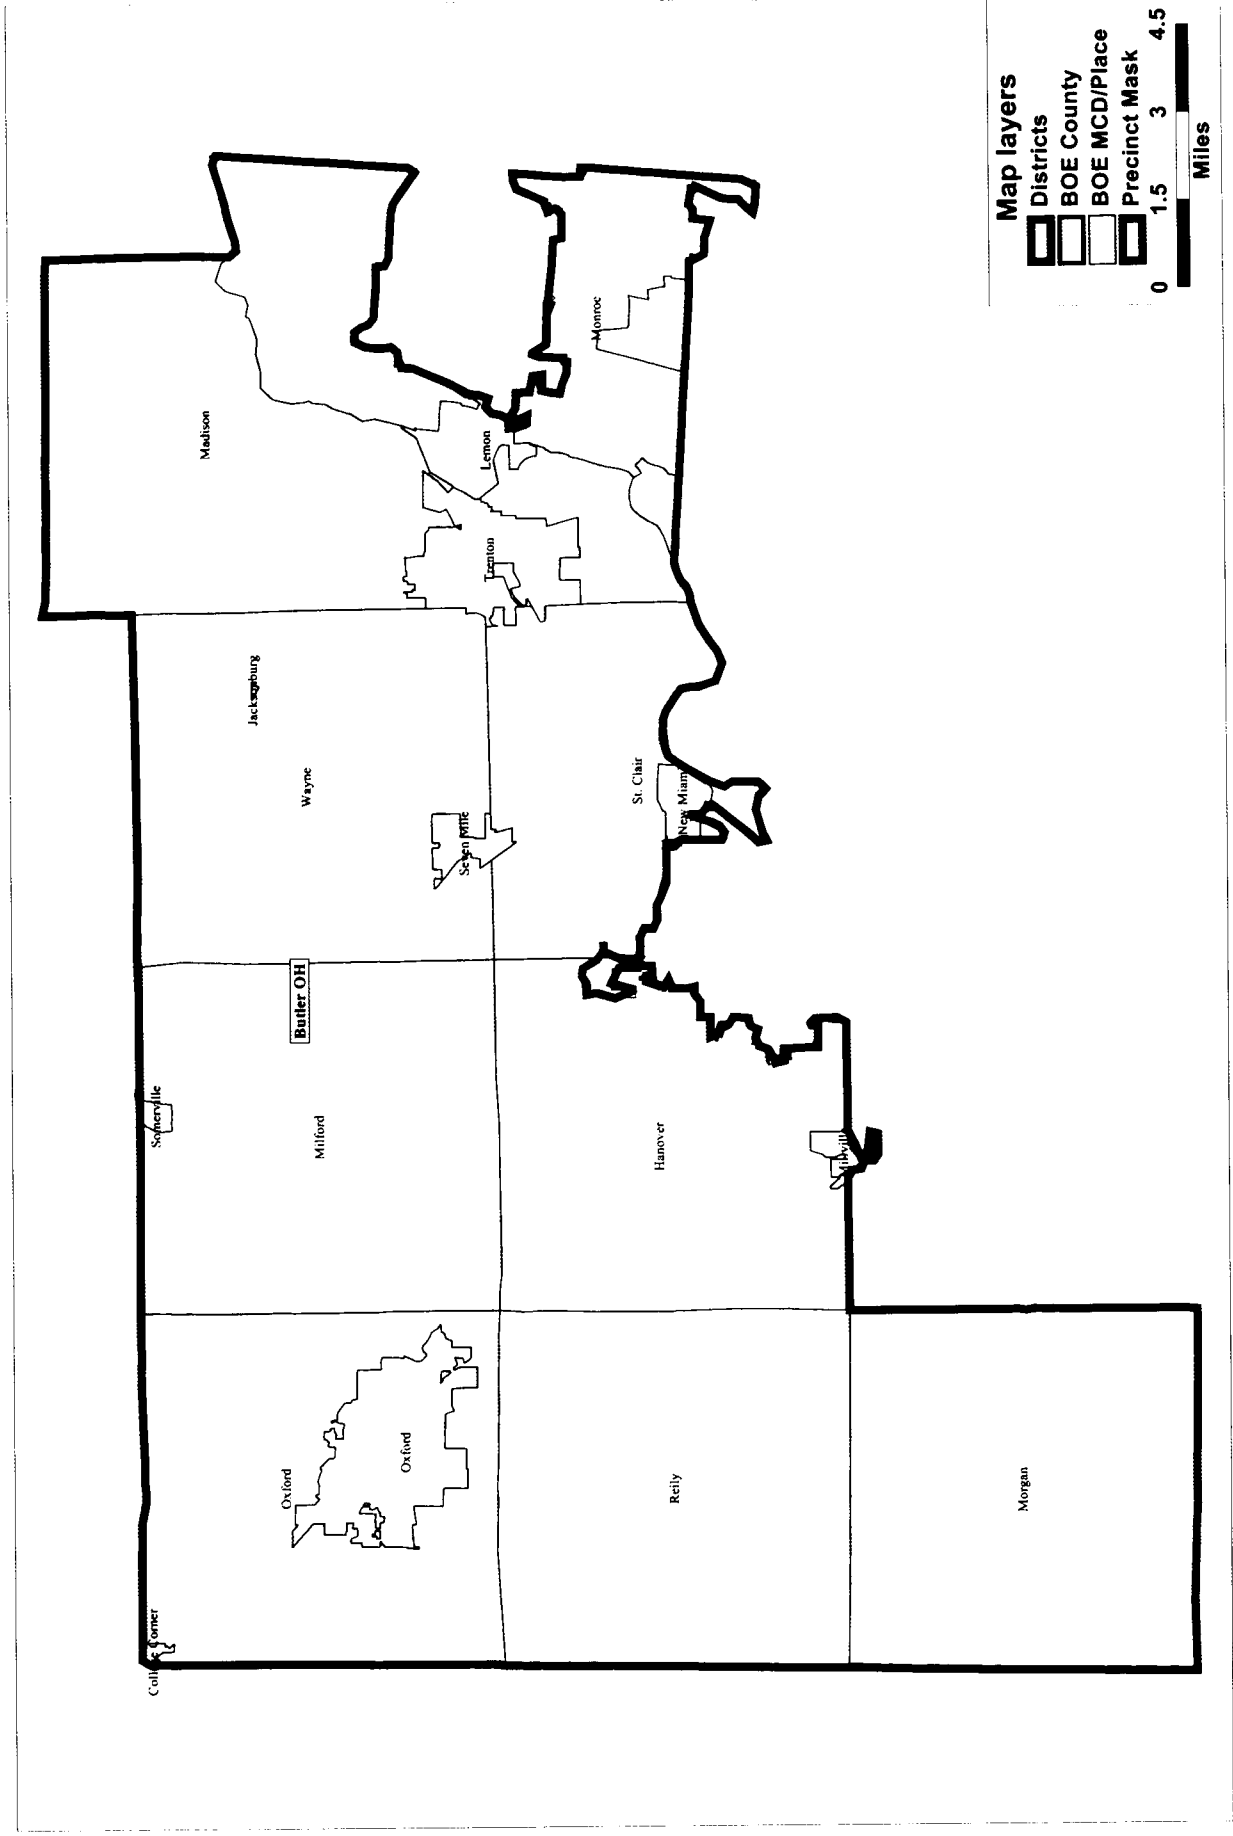 College Corner
Somerville
Oxford
Oxford
Milford
Butler OH
Wayne
Jacksonburg
Madison
Seven Mile
Trenton
Lemon
Monroe
Reily
Hanover
St. Clair
New Miami
Millville
Morgan
Map layers
Districts
BOE County
BOE MCD/Place
Precinct Mask
0 1.5 3 4.5
Miles